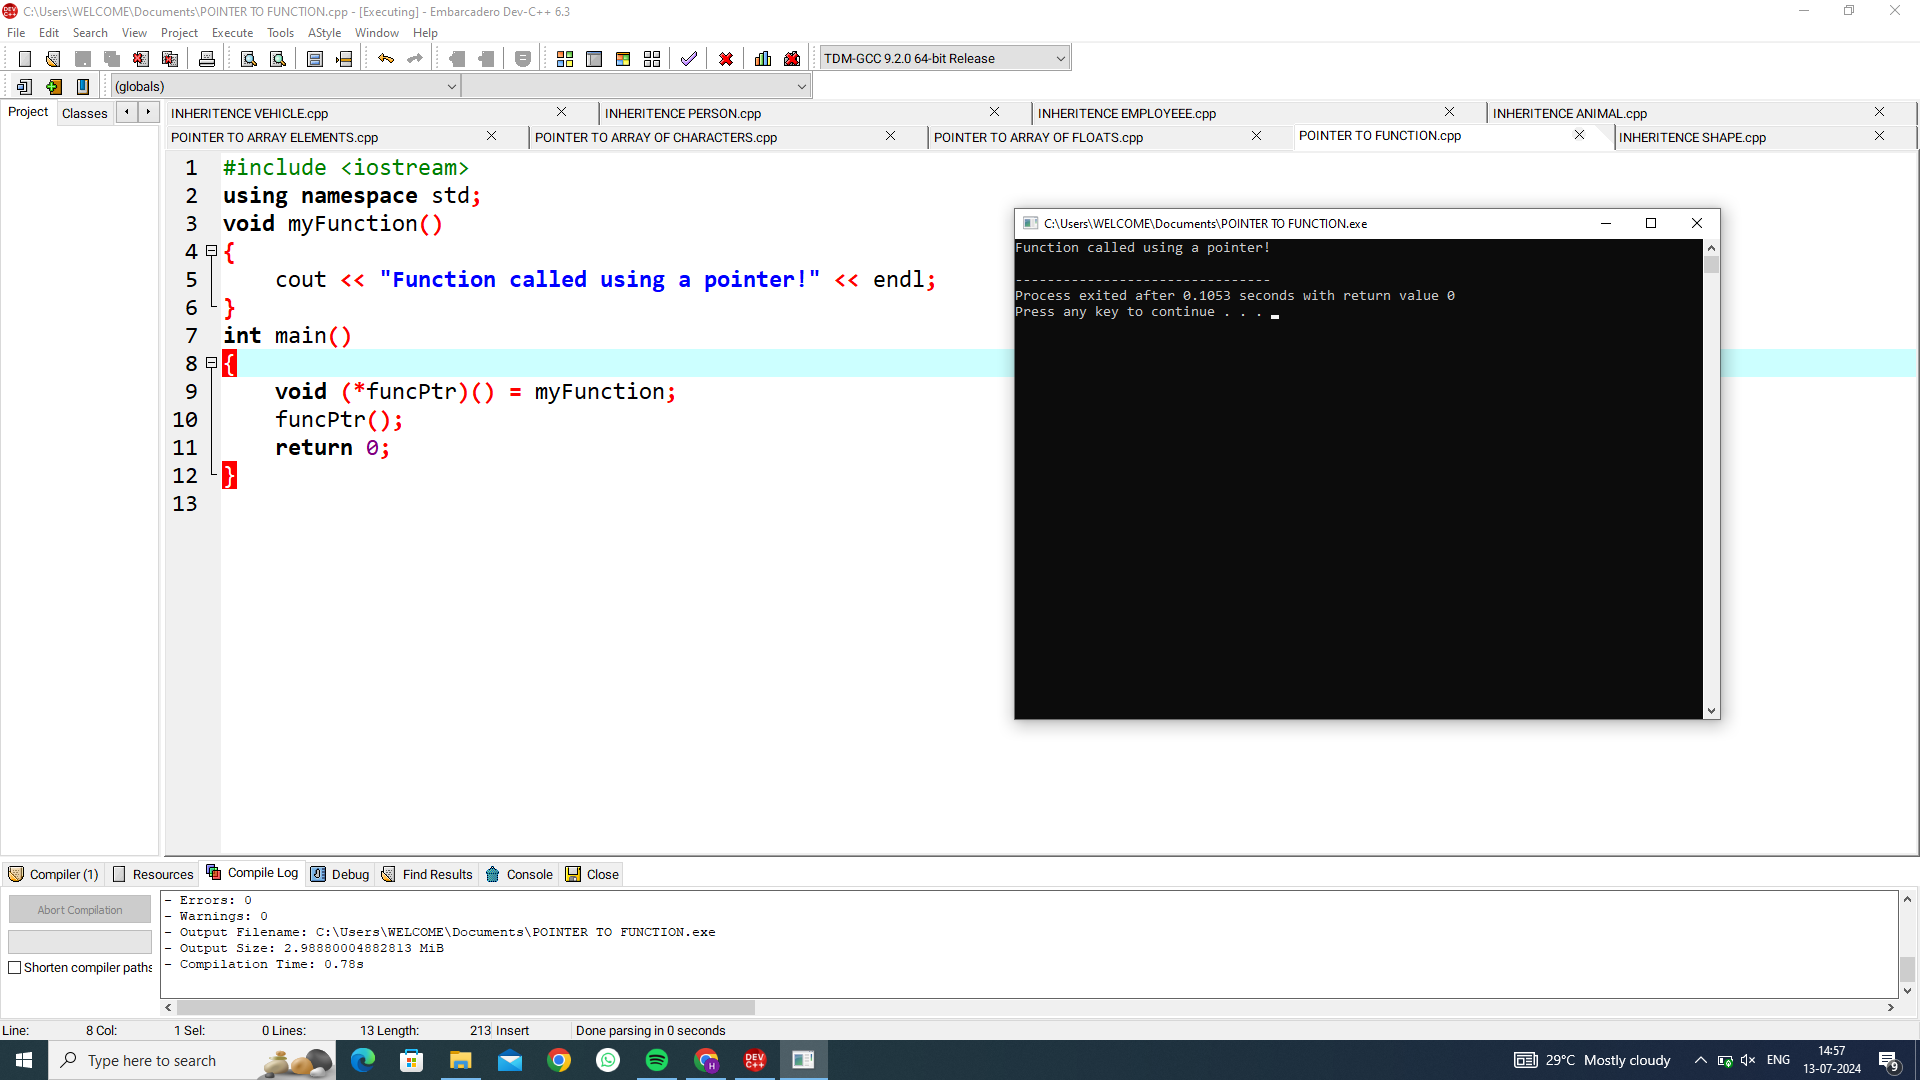 C:\Users\WELCOME\Documents\POINTER TO FUNCTION.cpp - [Executing] - Embarcadero Dev-C++ 6.3
File Edit Search View Project Execute Tools AStyle Window Help
TDM-GCC 9.2.0 64-bit Release
(globals)
Project Classes
INHERITENCE VEHICLE.cpp INHERITENCE PERSON.cpp INHERITENCE EMPLOYEEE.cpp INHERITENCE ANIMAL.cpp
POINTER TO ARRAY ELEMENTS.cpp POINTER TO ARRAY OF CHARACTERS.cpp POINTER TO ARRAY OF FLOATS.cpp POINTER TO FUNCTION.cpp INHERITENCE SHAPE.cpp
1 #include <iostream>
2 using namespace std;
3 void myFunction()
4 {
5 cout << "Function called using a pointer!" << endl;
6 }
7 int main()
8 {
9 void (*funcPtr)() = myFunction;
10 funcPtr();
11 return 0;
12 }
13
C:\Users\WELCOME\Documents\POINTER TO FUNCTION.exe
Function called using a pointer!
--------------------------------
Process exited after 0.1053 seconds with return value 0
Press any key to continue . . .
Compiler (1) Resources Compile Log Debug Find Results Console Close
Abort Compilation
Shorten compiler paths
- Errors: 0
- Warnings: 0
- Output Filename: C:\Users\WELCOME\Documents\POINTER TO FUNCTION.exe
- Output Size: 2.98880004882813 MiB
- Compilation Time: 0.78s
Line: 8 Col: 1 Sel: 0 Lines: 13 Length: 213 Insert Done parsing in 0 seconds
Type here to search
DEV C++
29°C Mostly cloudy
ENG
14:57
13-07-2024
9